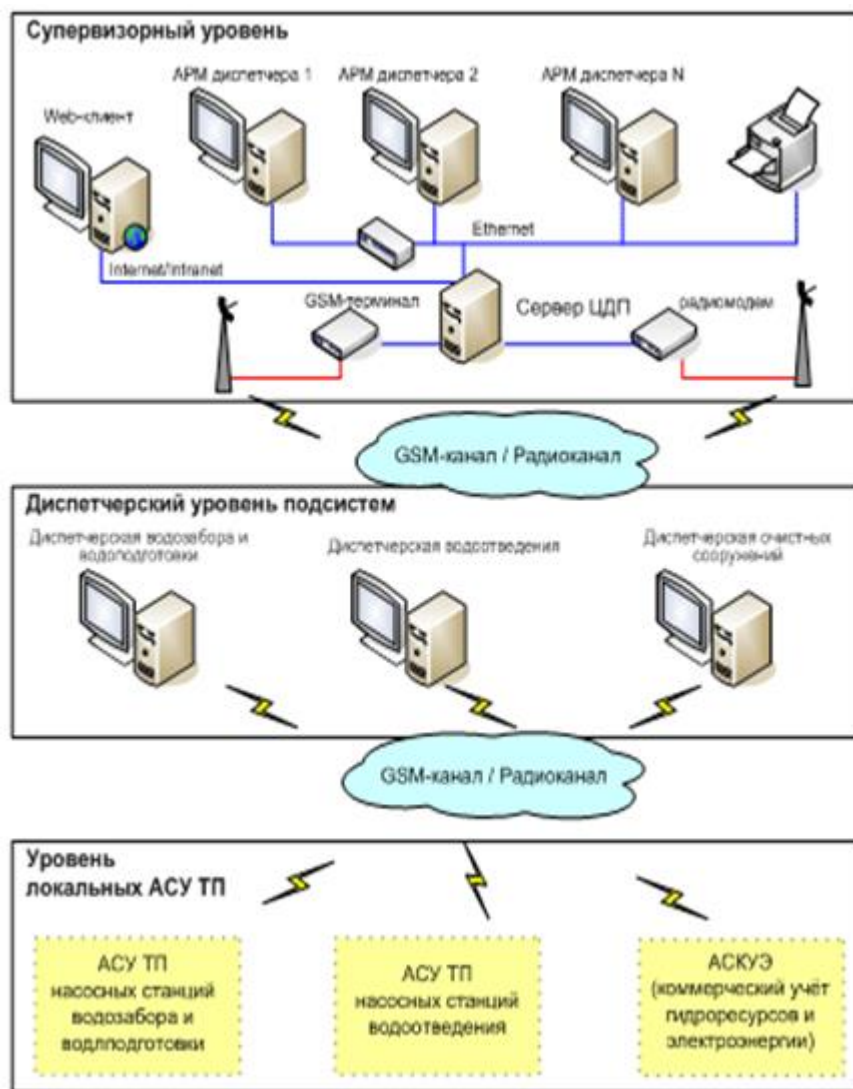 Супервизорный уровень
АРМ диспетчера 1
АРМ диспетчера 2
АРМ диспетчера N
Web-клиент
Ethernet
Internet/Intranet
GSM-терминал
Сервер ЦДП
радиомодем
GSM-канал / Радиоканал
Диспетчерский уровень подсистем
Диспетчерская водозабора и
водоподготовки
Диспетчерская водоотведения
Диспетчерская очистных
сооружений
GSM-канал / Радиоканал
Уровень
локальных АСУ ТП
АСУ ТП
насосных станций
водозабора и
водлподготовки
АСУ ТП
насосных станций
водоотведения
АСКУЭ
(коммерческий учёт
гидроресурсов и
электроэнергии)